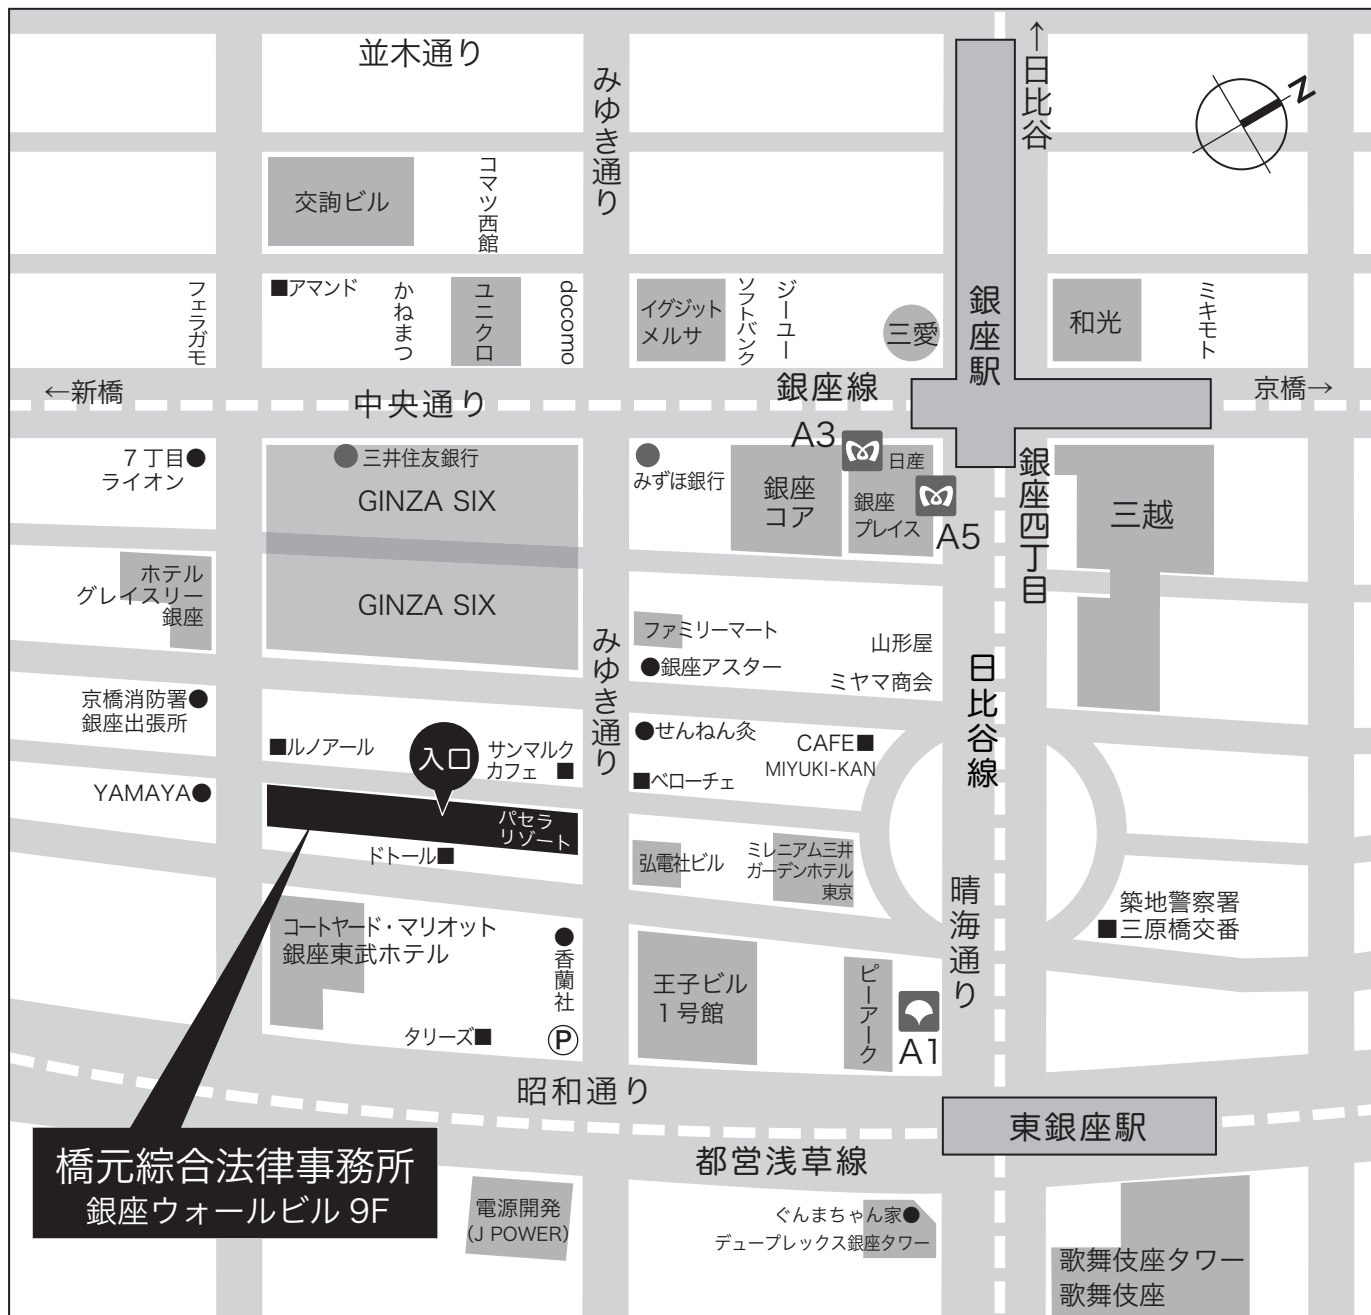 並木通り
みゆき通り
↑日比谷
N
交詢ビル
コマツ西館
フェラガモ
■アマンド
かねまつ
ユニクロ
docomo
イグジット
メルサ
ソフトバンク
ジーユー
三愛
銀座駅
和光
ミキモト
←新橋
中央通り
銀座線
京橋→
A3
7丁目●
ライオン
三井住友銀行
GINZA SIX
みずほ銀行
銀座
コア
日産
銀座
プレイス
A5
銀座四丁目
三越
ホテル
グレイスリー
銀座
GINZA SIX
みゆき通り
ファミリーマート
●銀座アスター
山形屋
ミヤマ商会
日比谷線
京橋消防署●
銀座出張所
■ルノアール
入口
サンマルク
カフェ ■
●せんねん灸
■ベローチェ
CAFE■
MIYUKI-KAN
YAMAYA●
パセラ
リゾート
ドトール■
弘電社ビル
ミレニアム三井
ガーデンホテル
東京
晴海通り
築地警察署
■三原橋交番
コートヤード・マリオット
銀座東武ホテル
●香蘭社
P
タリーズ■
王子ビル
1号館
ピーアーク
A1
昭和通り
東銀座駅
都営浅草線
橋元綜合法律事務所
銀座ウォールビル 9F
電源開発
(J POWER)
ぐんまちゃん家●
デュープレックス銀座タワー
歌舞伎座タワー
歌舞伎座